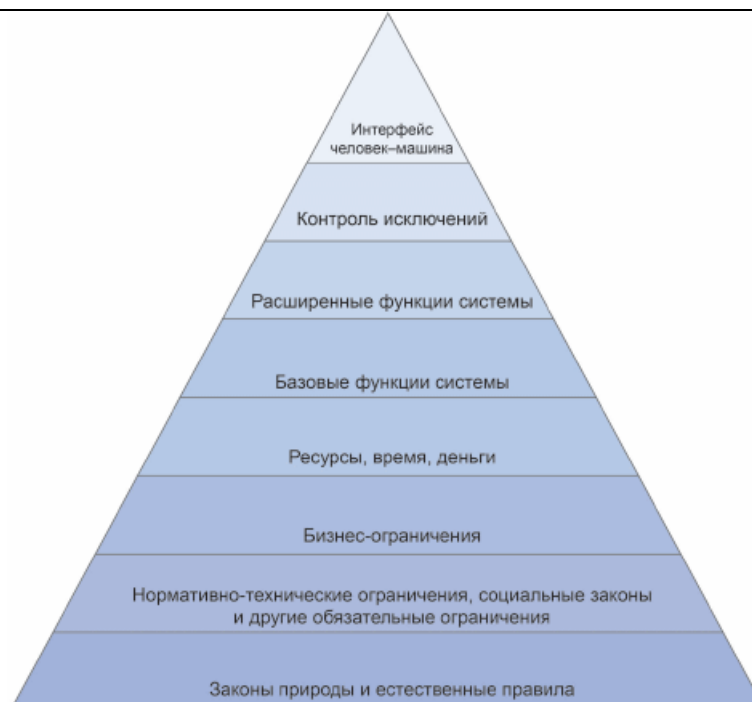 Интерфейс
человек–машина
Контроль исключений
Расширенные функции системы
Базовые функции системы
Ресурсы, время, деньги
Бизнес-ограничения
Нормативно-технические ограничения, социальные законы
и другие обязательные ограничения
Законы природы и естественные правила